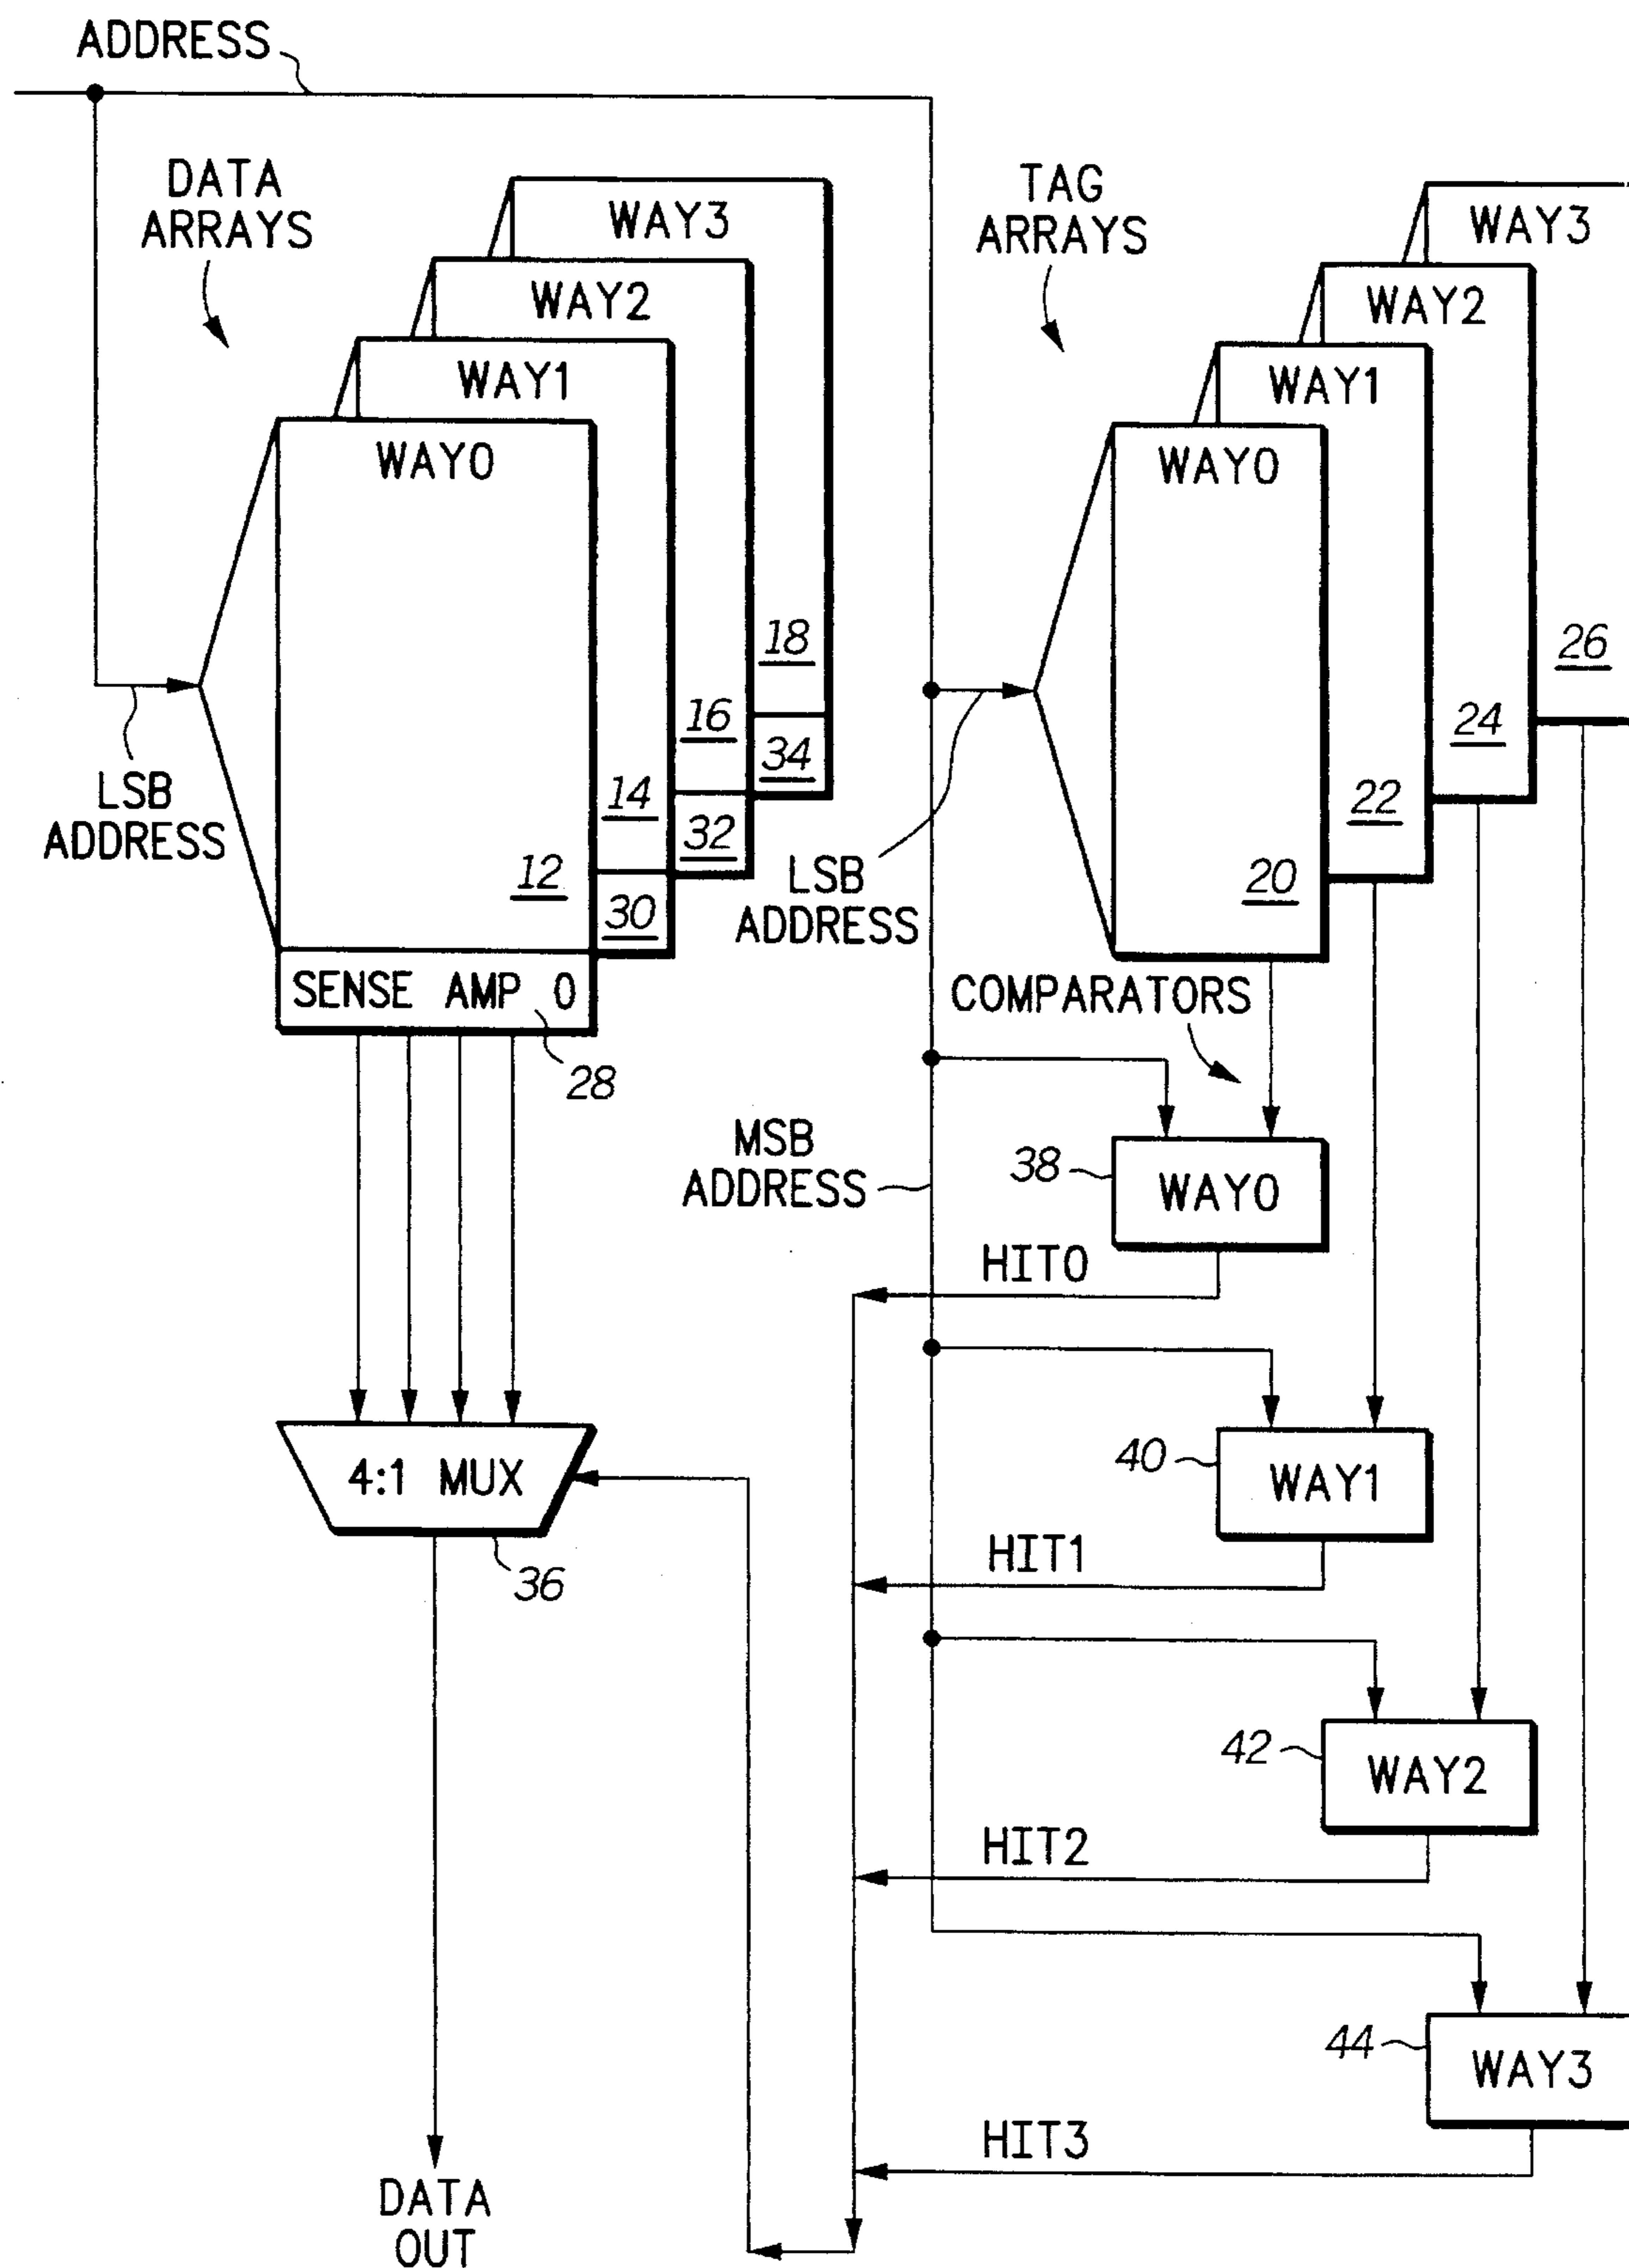 ADDRESS
DATA
ARRAYS
WAY3
WAY2
WAY1
WAY0
18
16
34
14
32
12
30
LSB
ADDRESS
SENSE AMP 0
28
TAG
ARRAYS
WAY3
WAY2
WAY1
WAY0
26
24
22
20
LSB
ADDRESS
COMPARATORS
MSB
ADDRESS
38
WAY0
HIT0
4:1 MUX
36
40
WAY1
HIT1
42
WAY2
HIT2
44
WAY3
HIT3
DATA
OUT